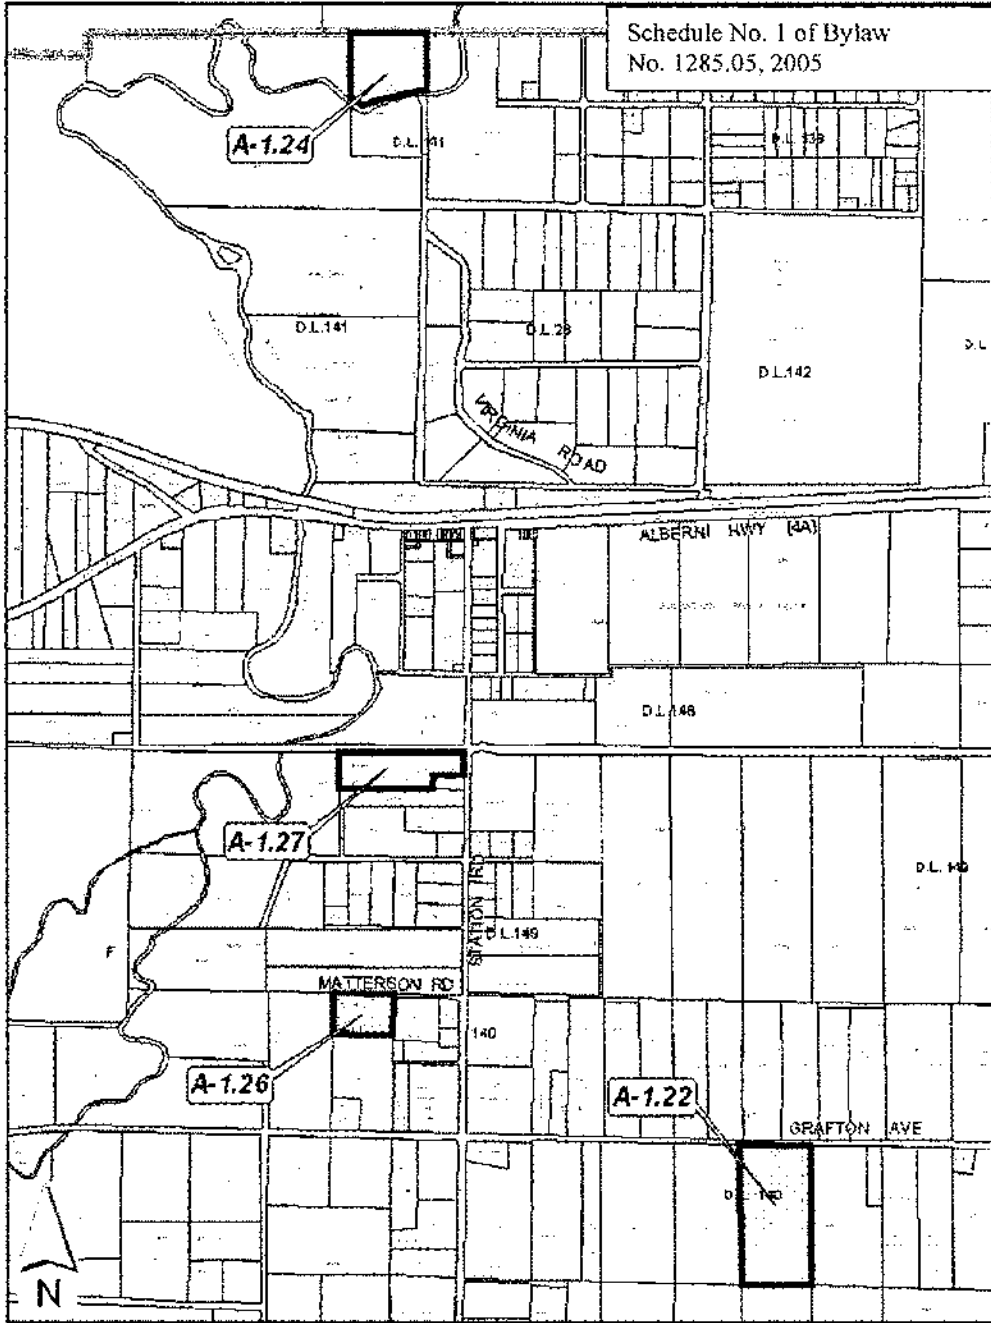 Schedule No. 1 of Bylaw
No. 1285.05, 2005
A-1.24
D.L. 141
D.L.141
D.L.28
D.L.142
D.L
VIRGINIA ROAD
ALBERNI HWY (4A)
D.L.148
A-1.27
STATION RD
D.L.149
F
MATTERSON RD
140
A-1.26
A-1.22
GRAFTON AVE
N